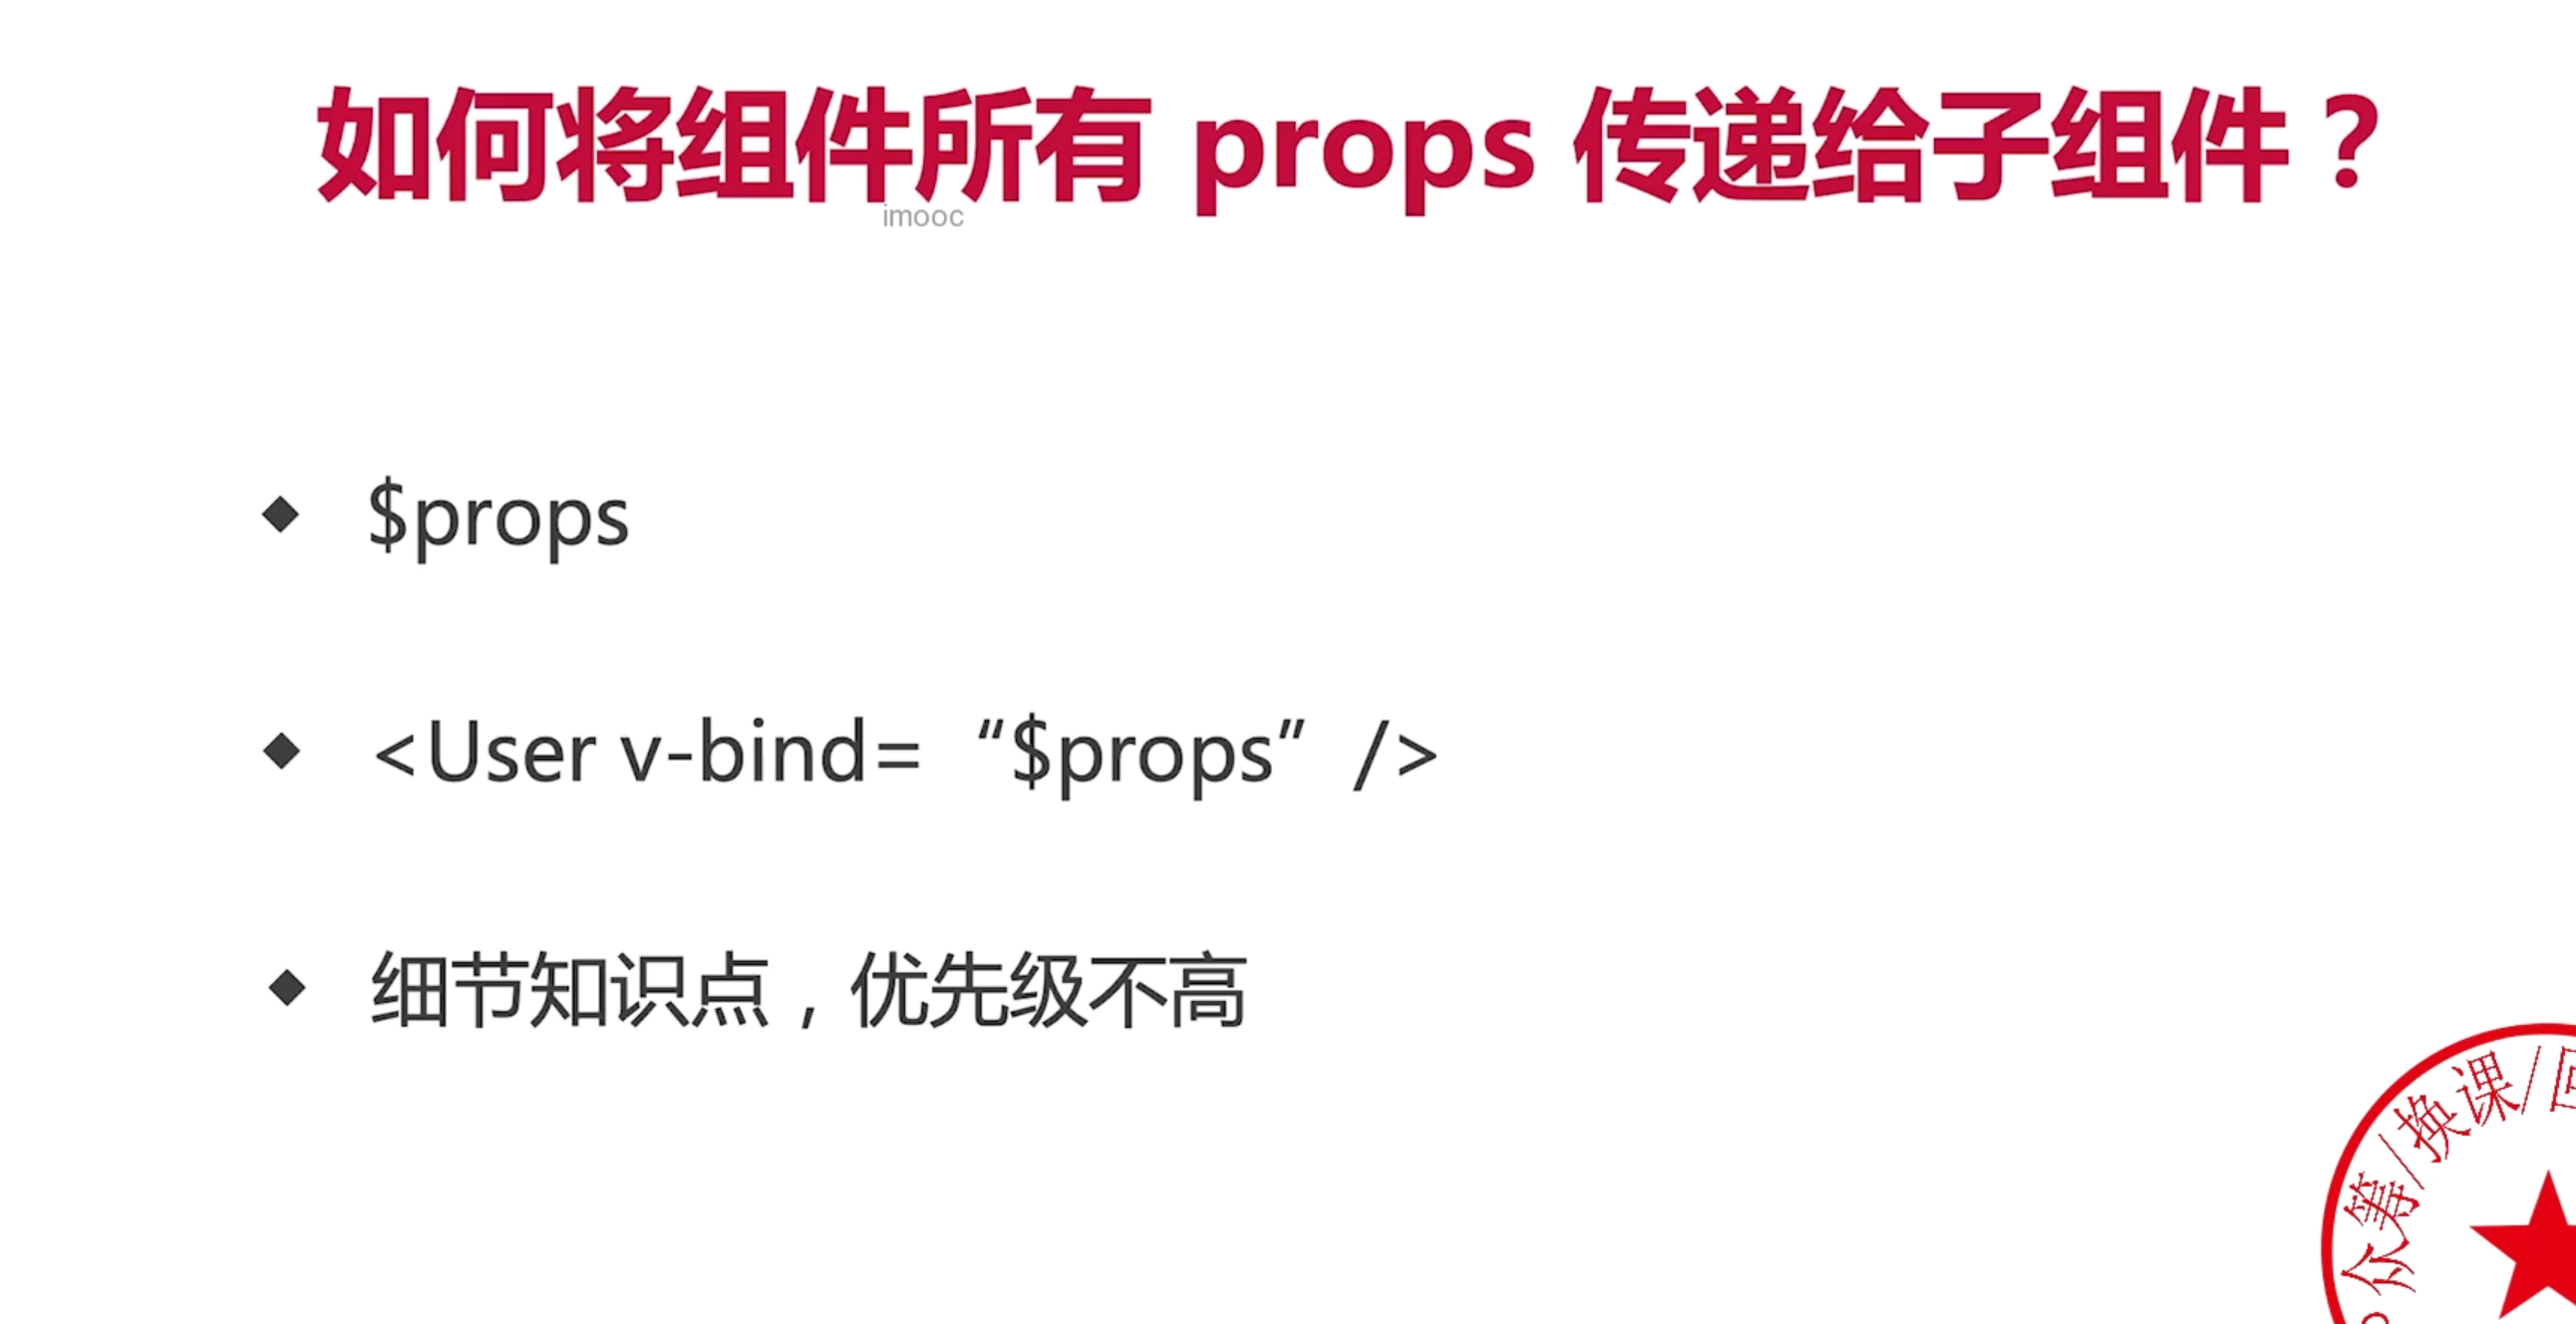 如何将组件所有 props 传递给子组件？
imooc
◆ $props
◆ <User v-bind= “$props” />
◆ 细节知识点，优先级不高
众筹/换课/